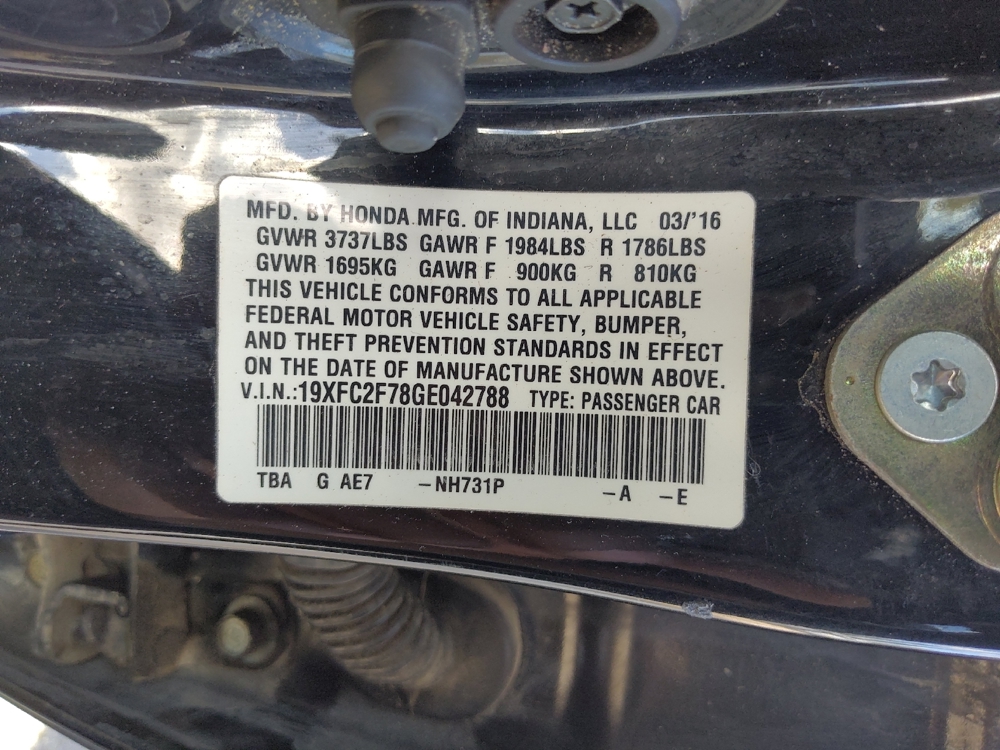 MFD. BY HONDA MFG. OF INDIANA, LLC 03/'16
GVWR 3737LBS GAWR F 1984LBS R 1786LBS
GVWR 1695KG GAWR F 900KG R 810KG
THIS VEHICLE CONFORMS TO ALL APPLICABLE
FEDERAL MOTOR VEHICLE SAFETY, BUMPER,
AND THEFT PREVENTION STANDARDS IN EFFECT
ON THE DATE OF MANUFACTURE SHOWN ABOVE.
V.I.N.:19XFC2F78GE042788 TYPE: PASSENGER CAR
TBA G AE7 -NH731P -A -E